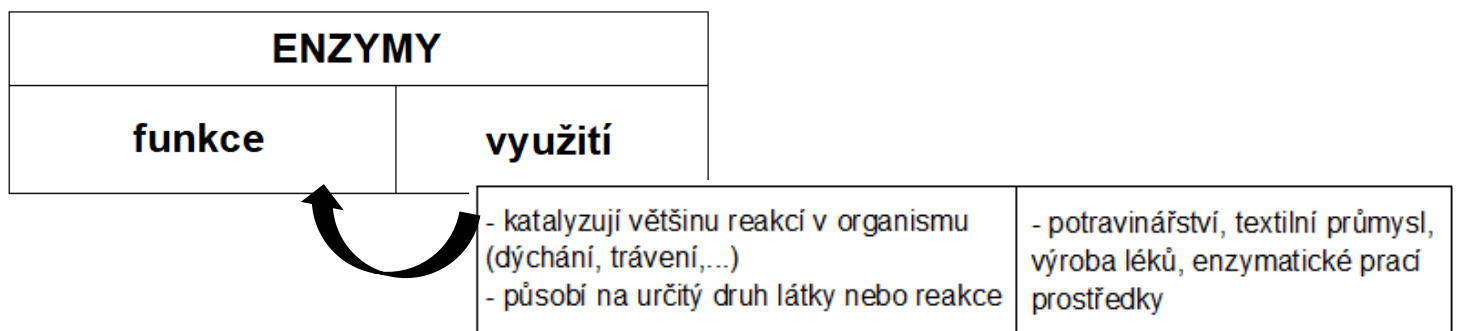 ENZYMY
funkce
využití
- katalyzují většinu reakcí v organismu
(dýchání, trávení,...)
- působí na určitý druh látky nebo reakce
- potravinářství, textilní průmysl,
výroba léků, enzymatické prací
prostředky